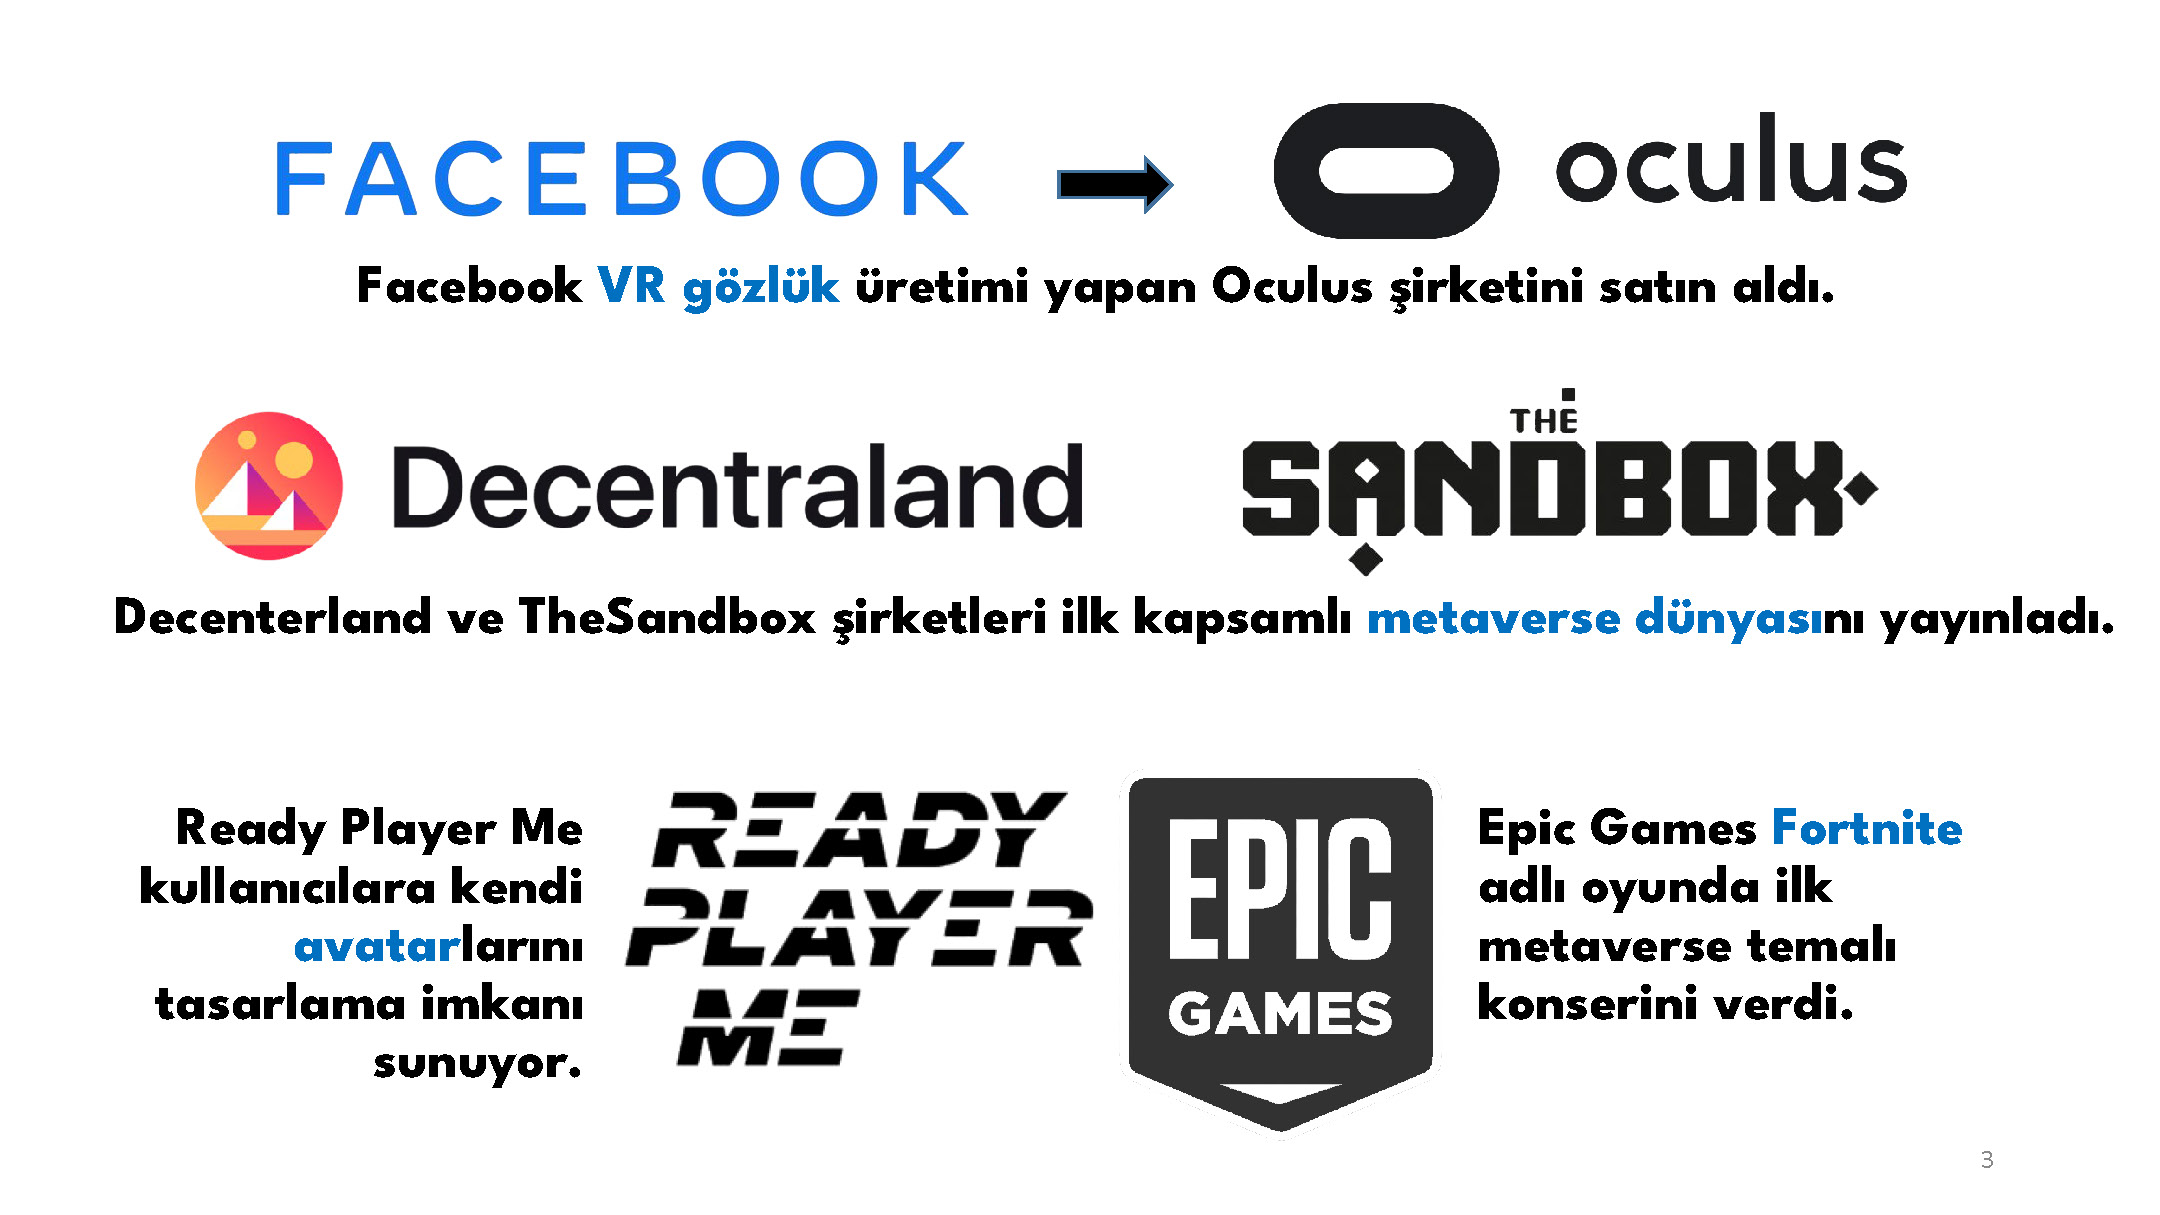 FACEBOOK
oculus
Facebook VR gözlük üretimi yapan Oculus şirketini satın aldı.
Decentraland
THE
SANDBOX
Decenterland ve TheSandbox şirketleri ilk kapsamlı metaverse dünyasını yayınladı.
Ready Player Me
kullanıcılara kendi
avatarlarını
tasarlama imkanı
sunuyor.
READY
PLAYER
ME
EPIC
GAMES
Epic Games Fortnite
adlı oyunda ilk
metaverse temalı
konserini verdi.
3